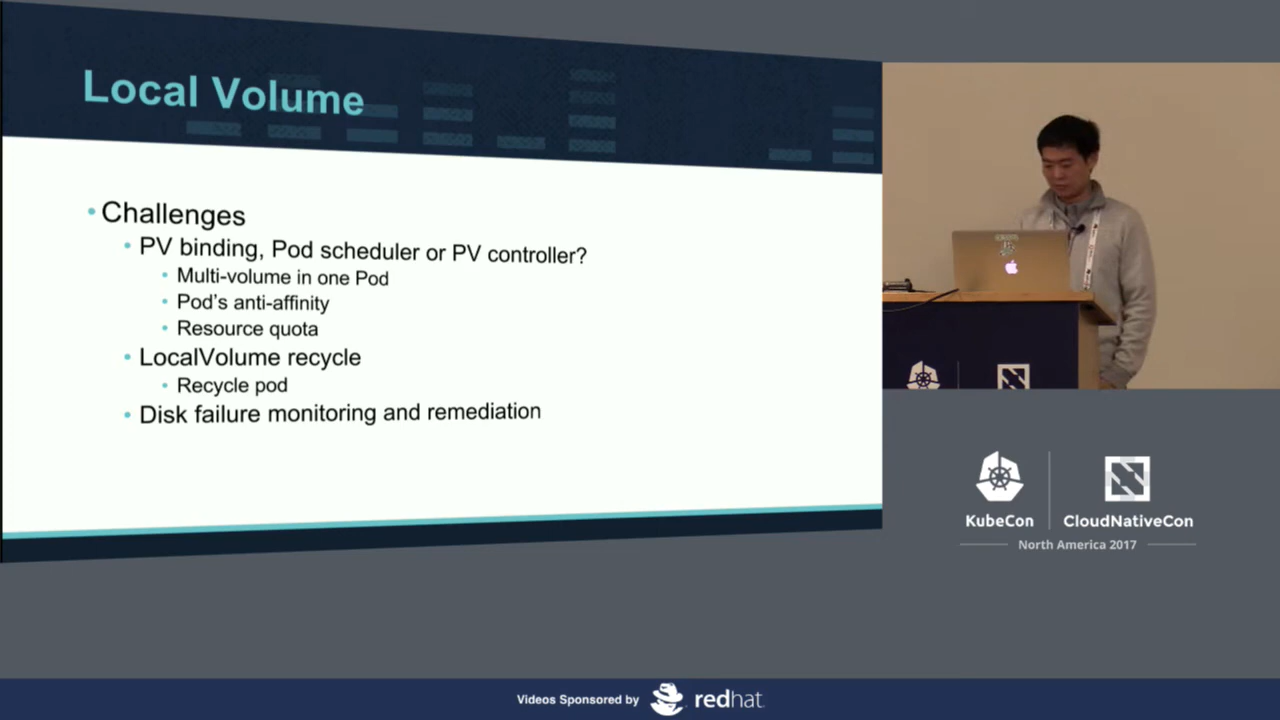 Local Volume
• Challenges
• PV binding, Pod scheduler or PV controller?
• Multi-volume in one Pod
• Pod's anti-affinity
• Resource quota
• LocalVolume recycle
• Recycle pod
• Disk failure monitoring and remediation
KubeCon
CloudNativeCon
North America 2017
Videos Sponsored by redhat.